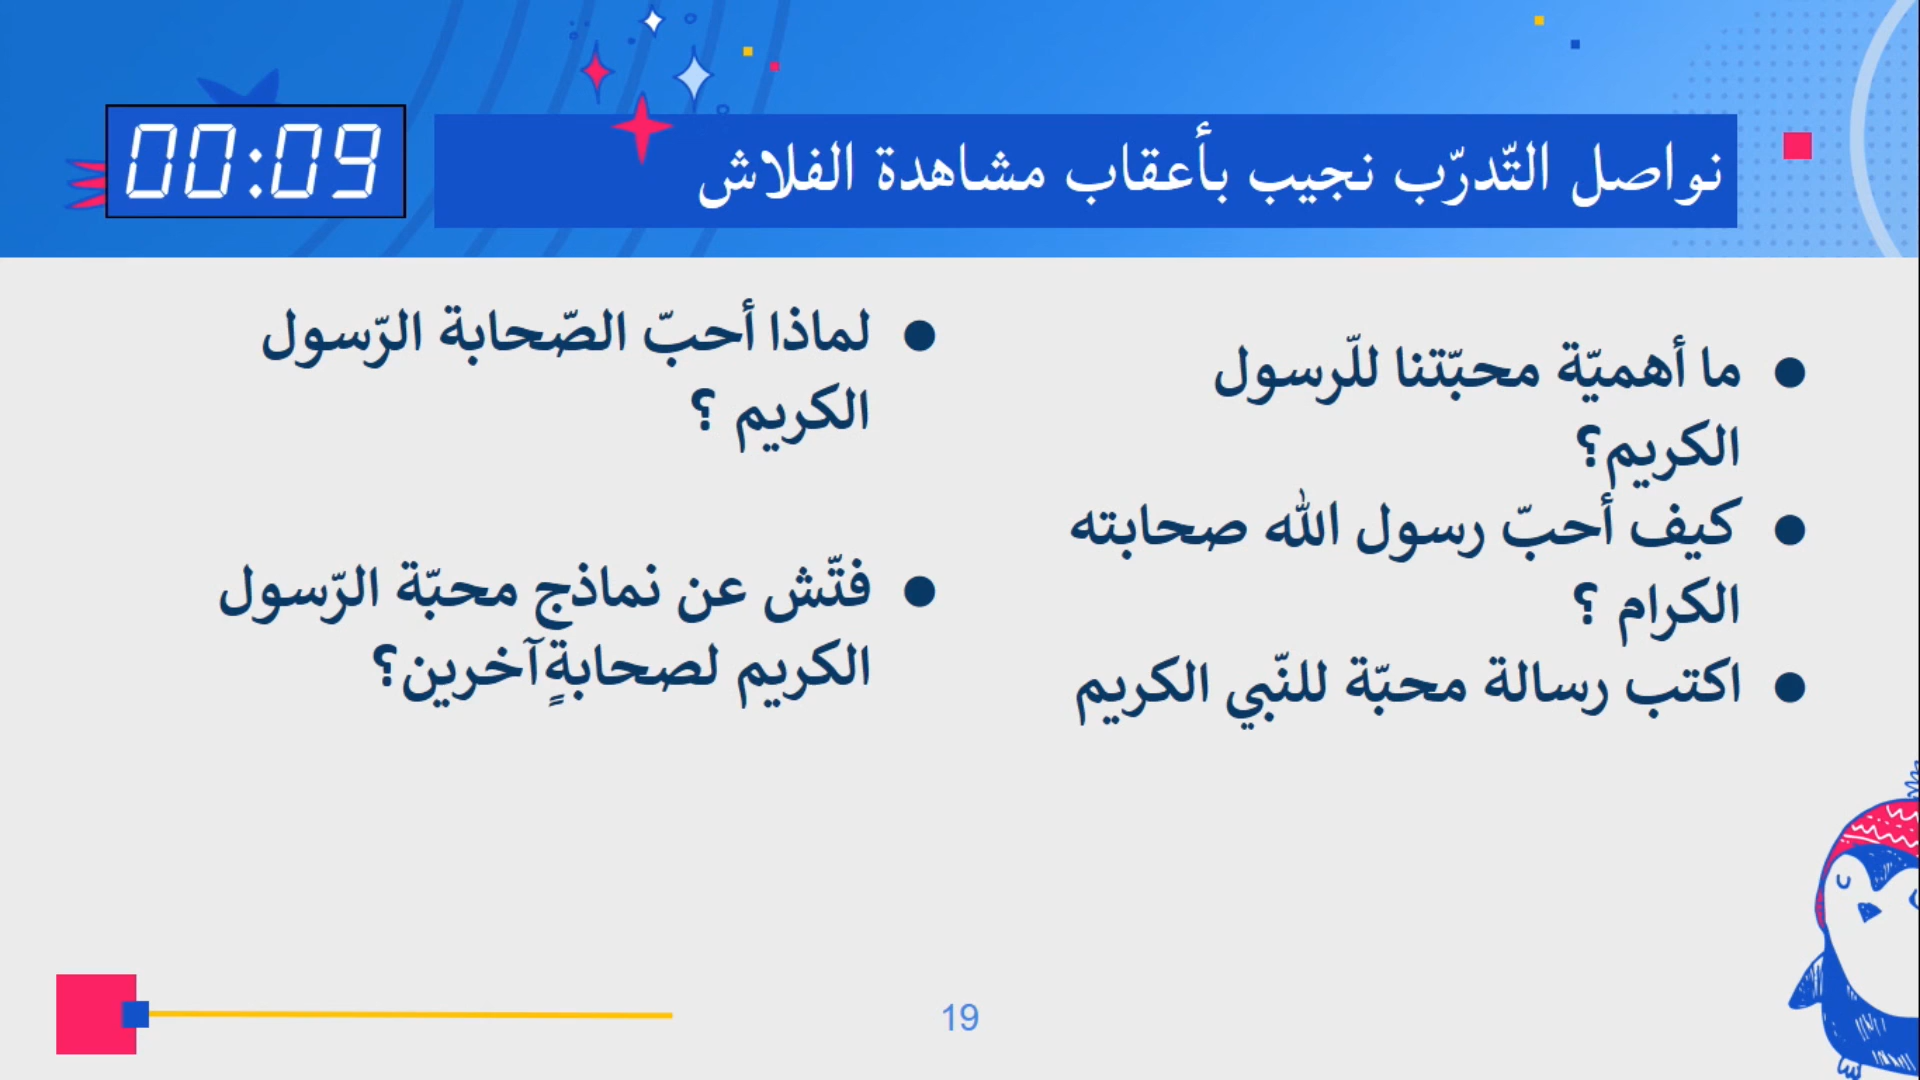 00:09
نواصل التّدرّب نجيب بأعقاب مشاهدة الفلاش
ما أهميّة محبّتنا للّرسول
الكريم؟
كيف أحبّ رسول الله صحابته
الكرام ؟
اكتب رسالة محبّة للنّبي الكريم
لماذا أحبّ الصّحابة الرّسول
الكريم ؟
فتّش عن نماذج محبّة الرّسول
الكريم لصحابةٍ آخرين؟
19